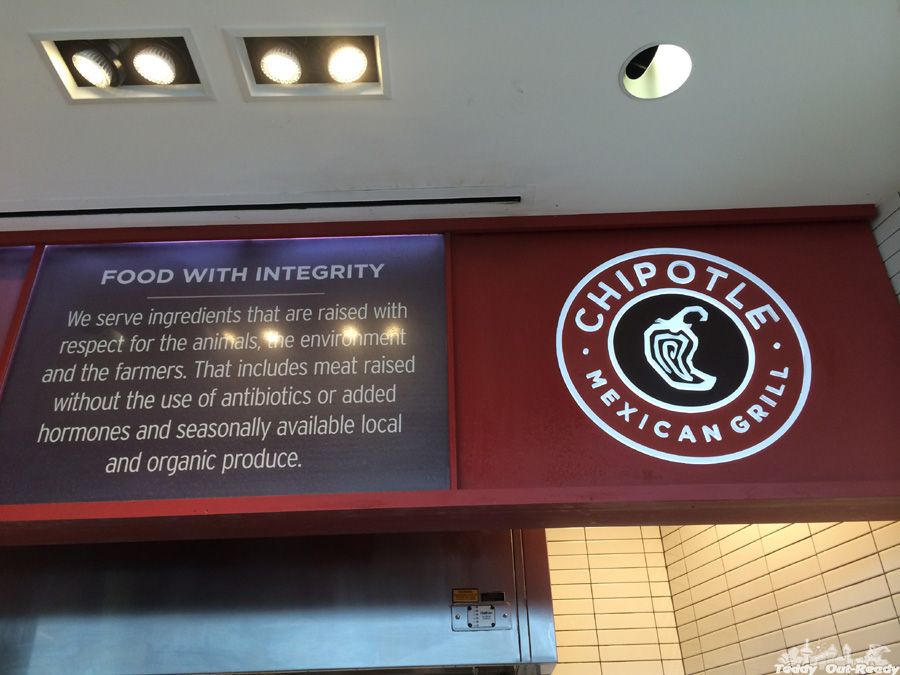 FOOD WITH INTEGRITY
We serve ingredients that are raised with
respect for the animals, the environment
and the farmers. That includes meat raised
without the use of antibiotics or added
hormones and seasonally available local
and organic produce.
CHIPOTLE
MEXICAN GRILL
Teddy Out-Ready